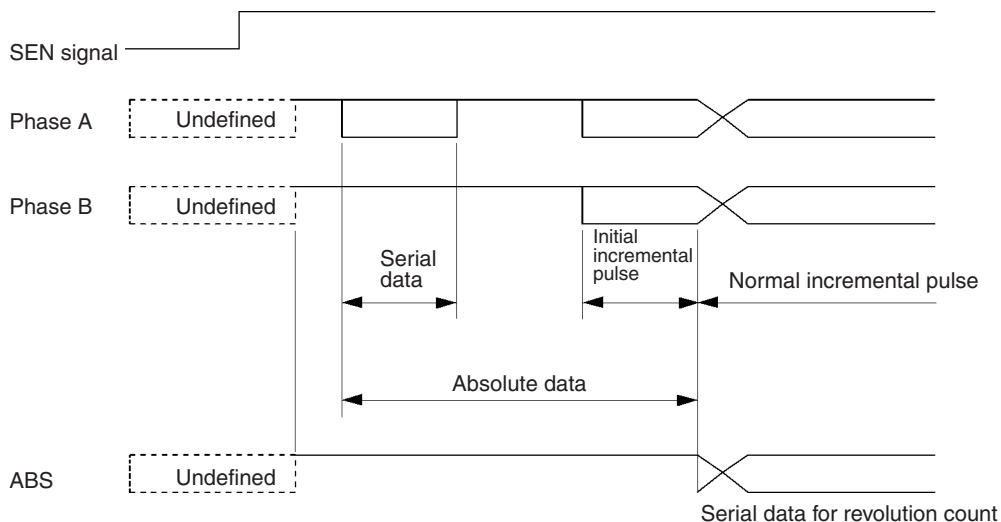 SEN signal
Phase A
Undefined
Phase B
Undefined
Serial
data
Initial
incremental
pulse
Normal incremental pulse
Absolute data
ABS
Undefined
Serial data for revolution count